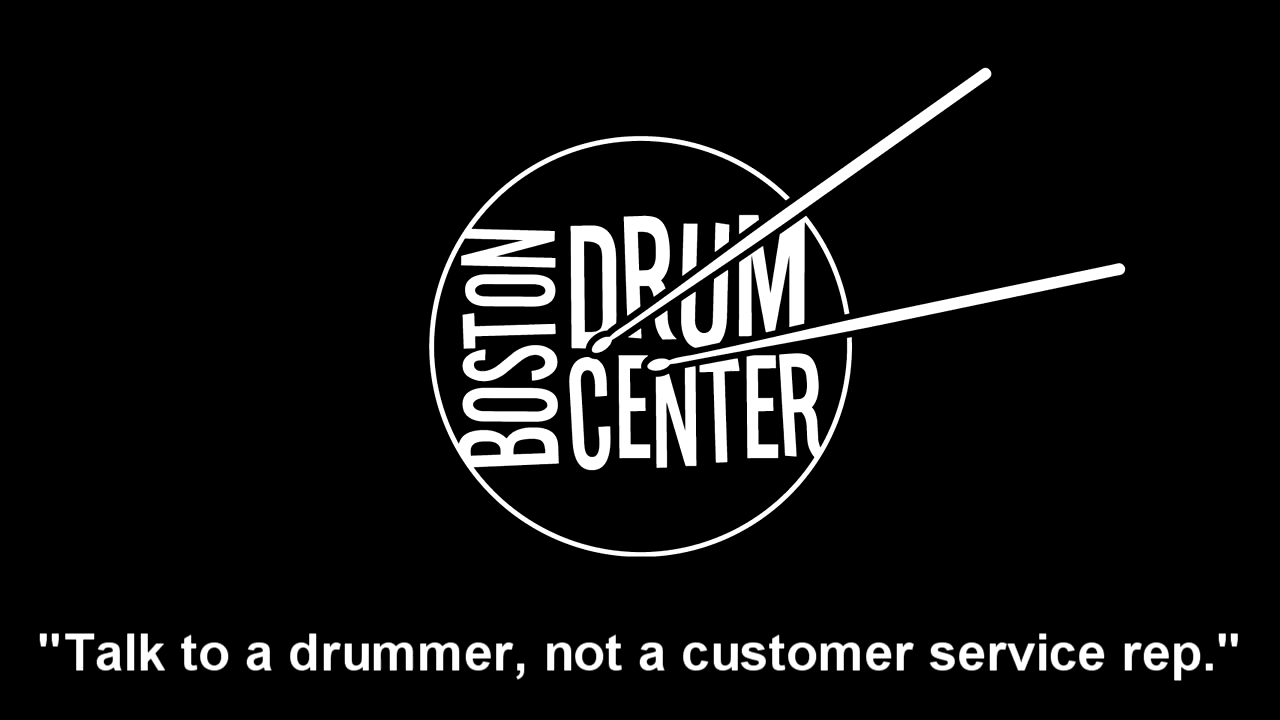 BOSTON
DRUM
CENTER
"Talk to a drummer, not a customer service rep."